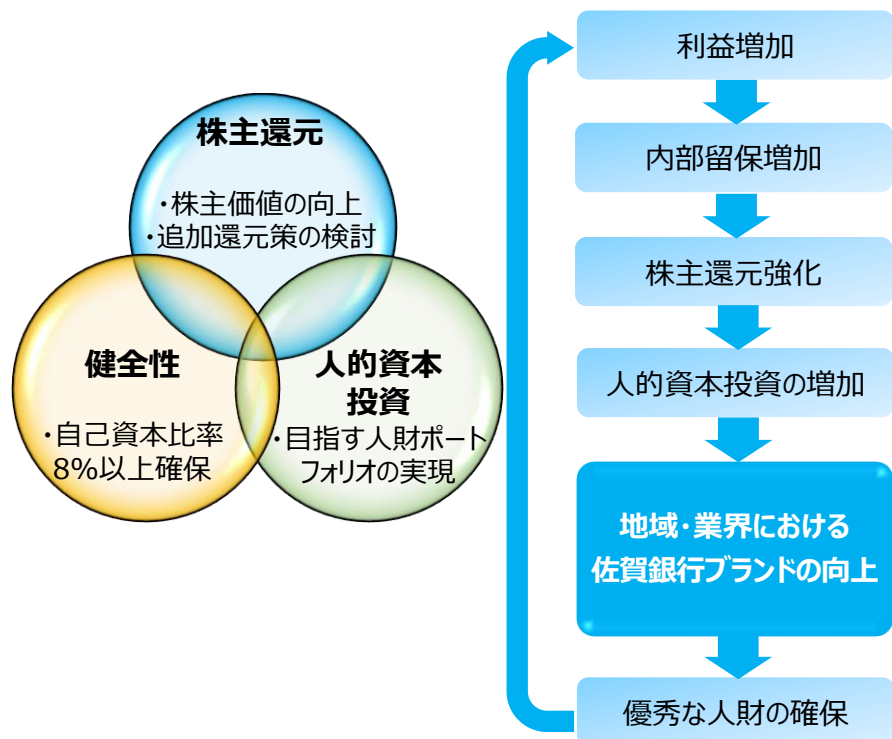 株主還元
・株主価値の向上
・追加還元策の検討
健全性
・自己資本比率
8%以上確保
人的資本
投資
・目指す人財ポート
フォリオの実現
利益増加
内部留保増加
株主還元強化
人的資本投資の増加
地域・業界における
佐賀銀行ブランドの向上
優秀な人財の確保